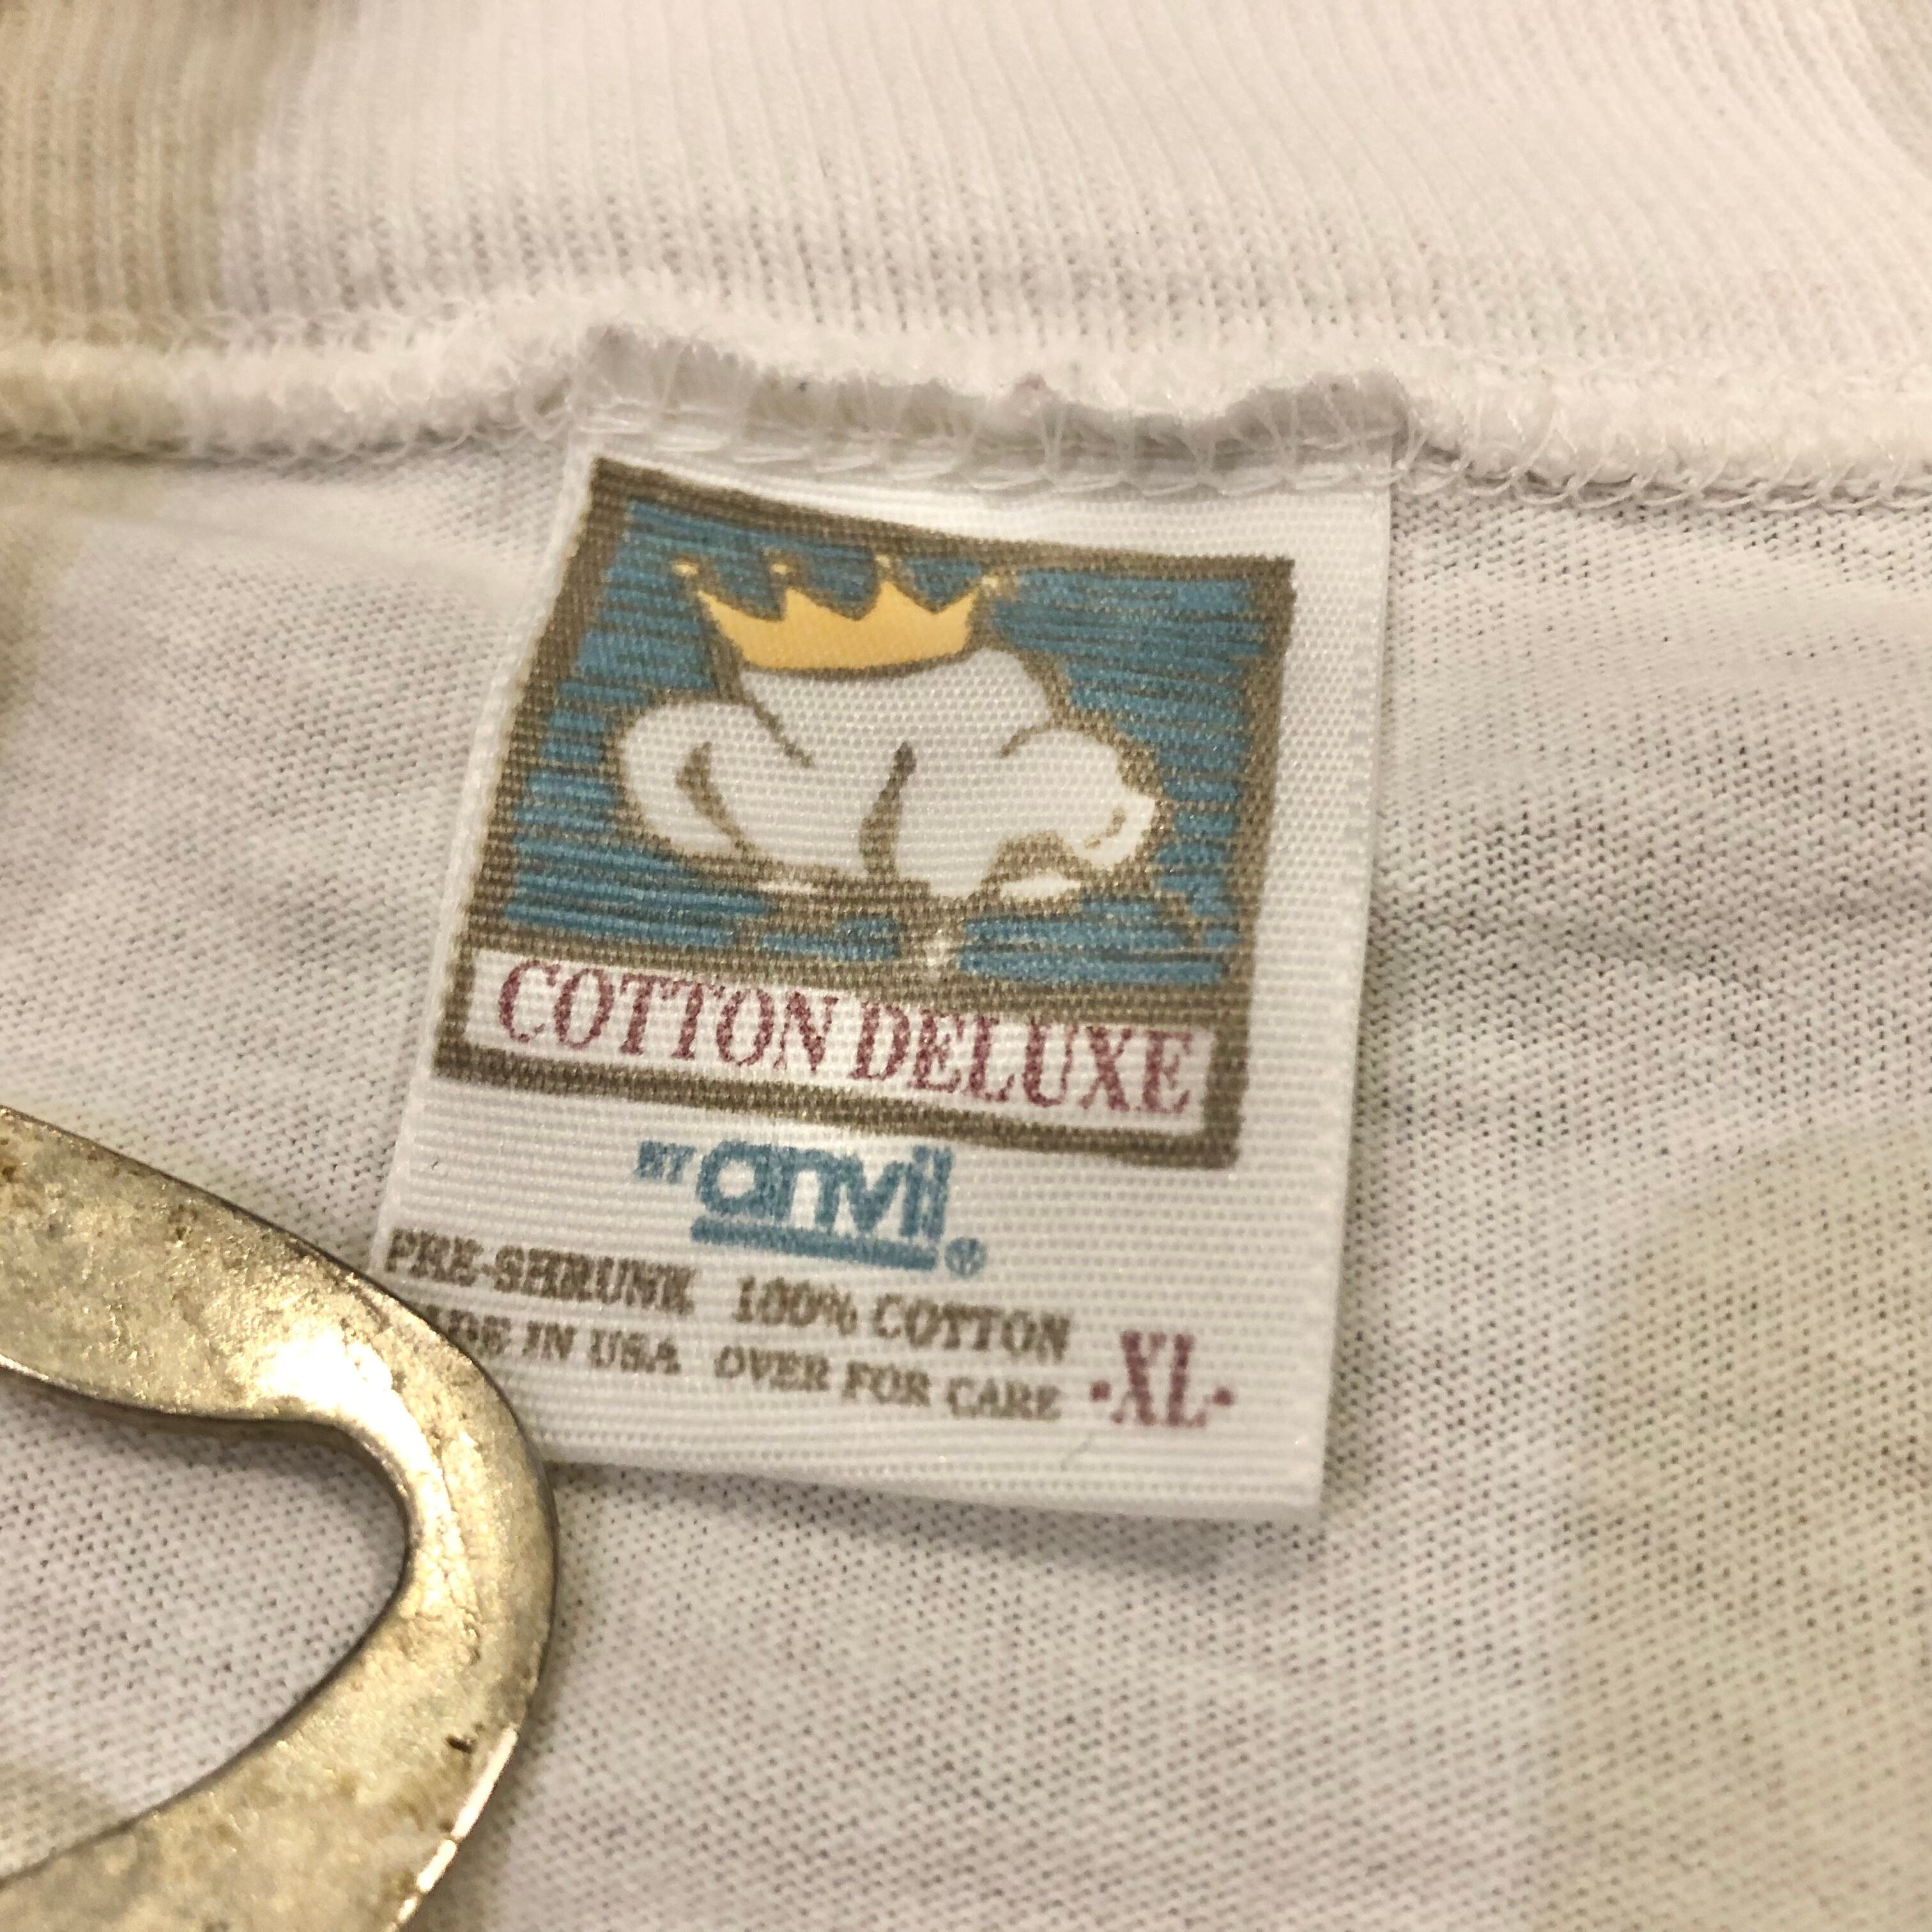 COTTON DELUXE
BY anvil®
PRE-SHRUNK 100% COTTON
IN USA OVER FOR CARE
·XL·